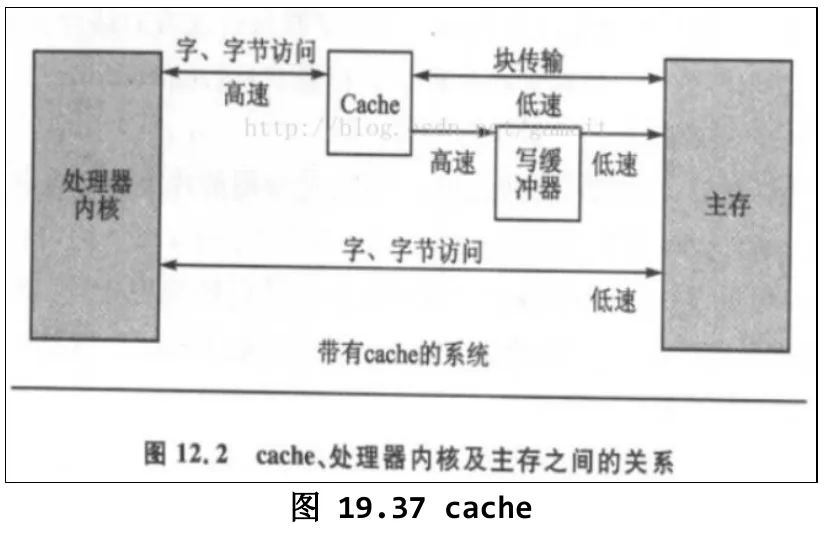 字、字节访问
块传输
高速
Cache
低速
http://blog.csdn.net/gameit
高速
写缓冲器
低速
处理器内核
主存
字、字节访问
低速
带有cache的系统
图 12.2 cache、处理器内核及主存之间的关系
图 19.37 cache